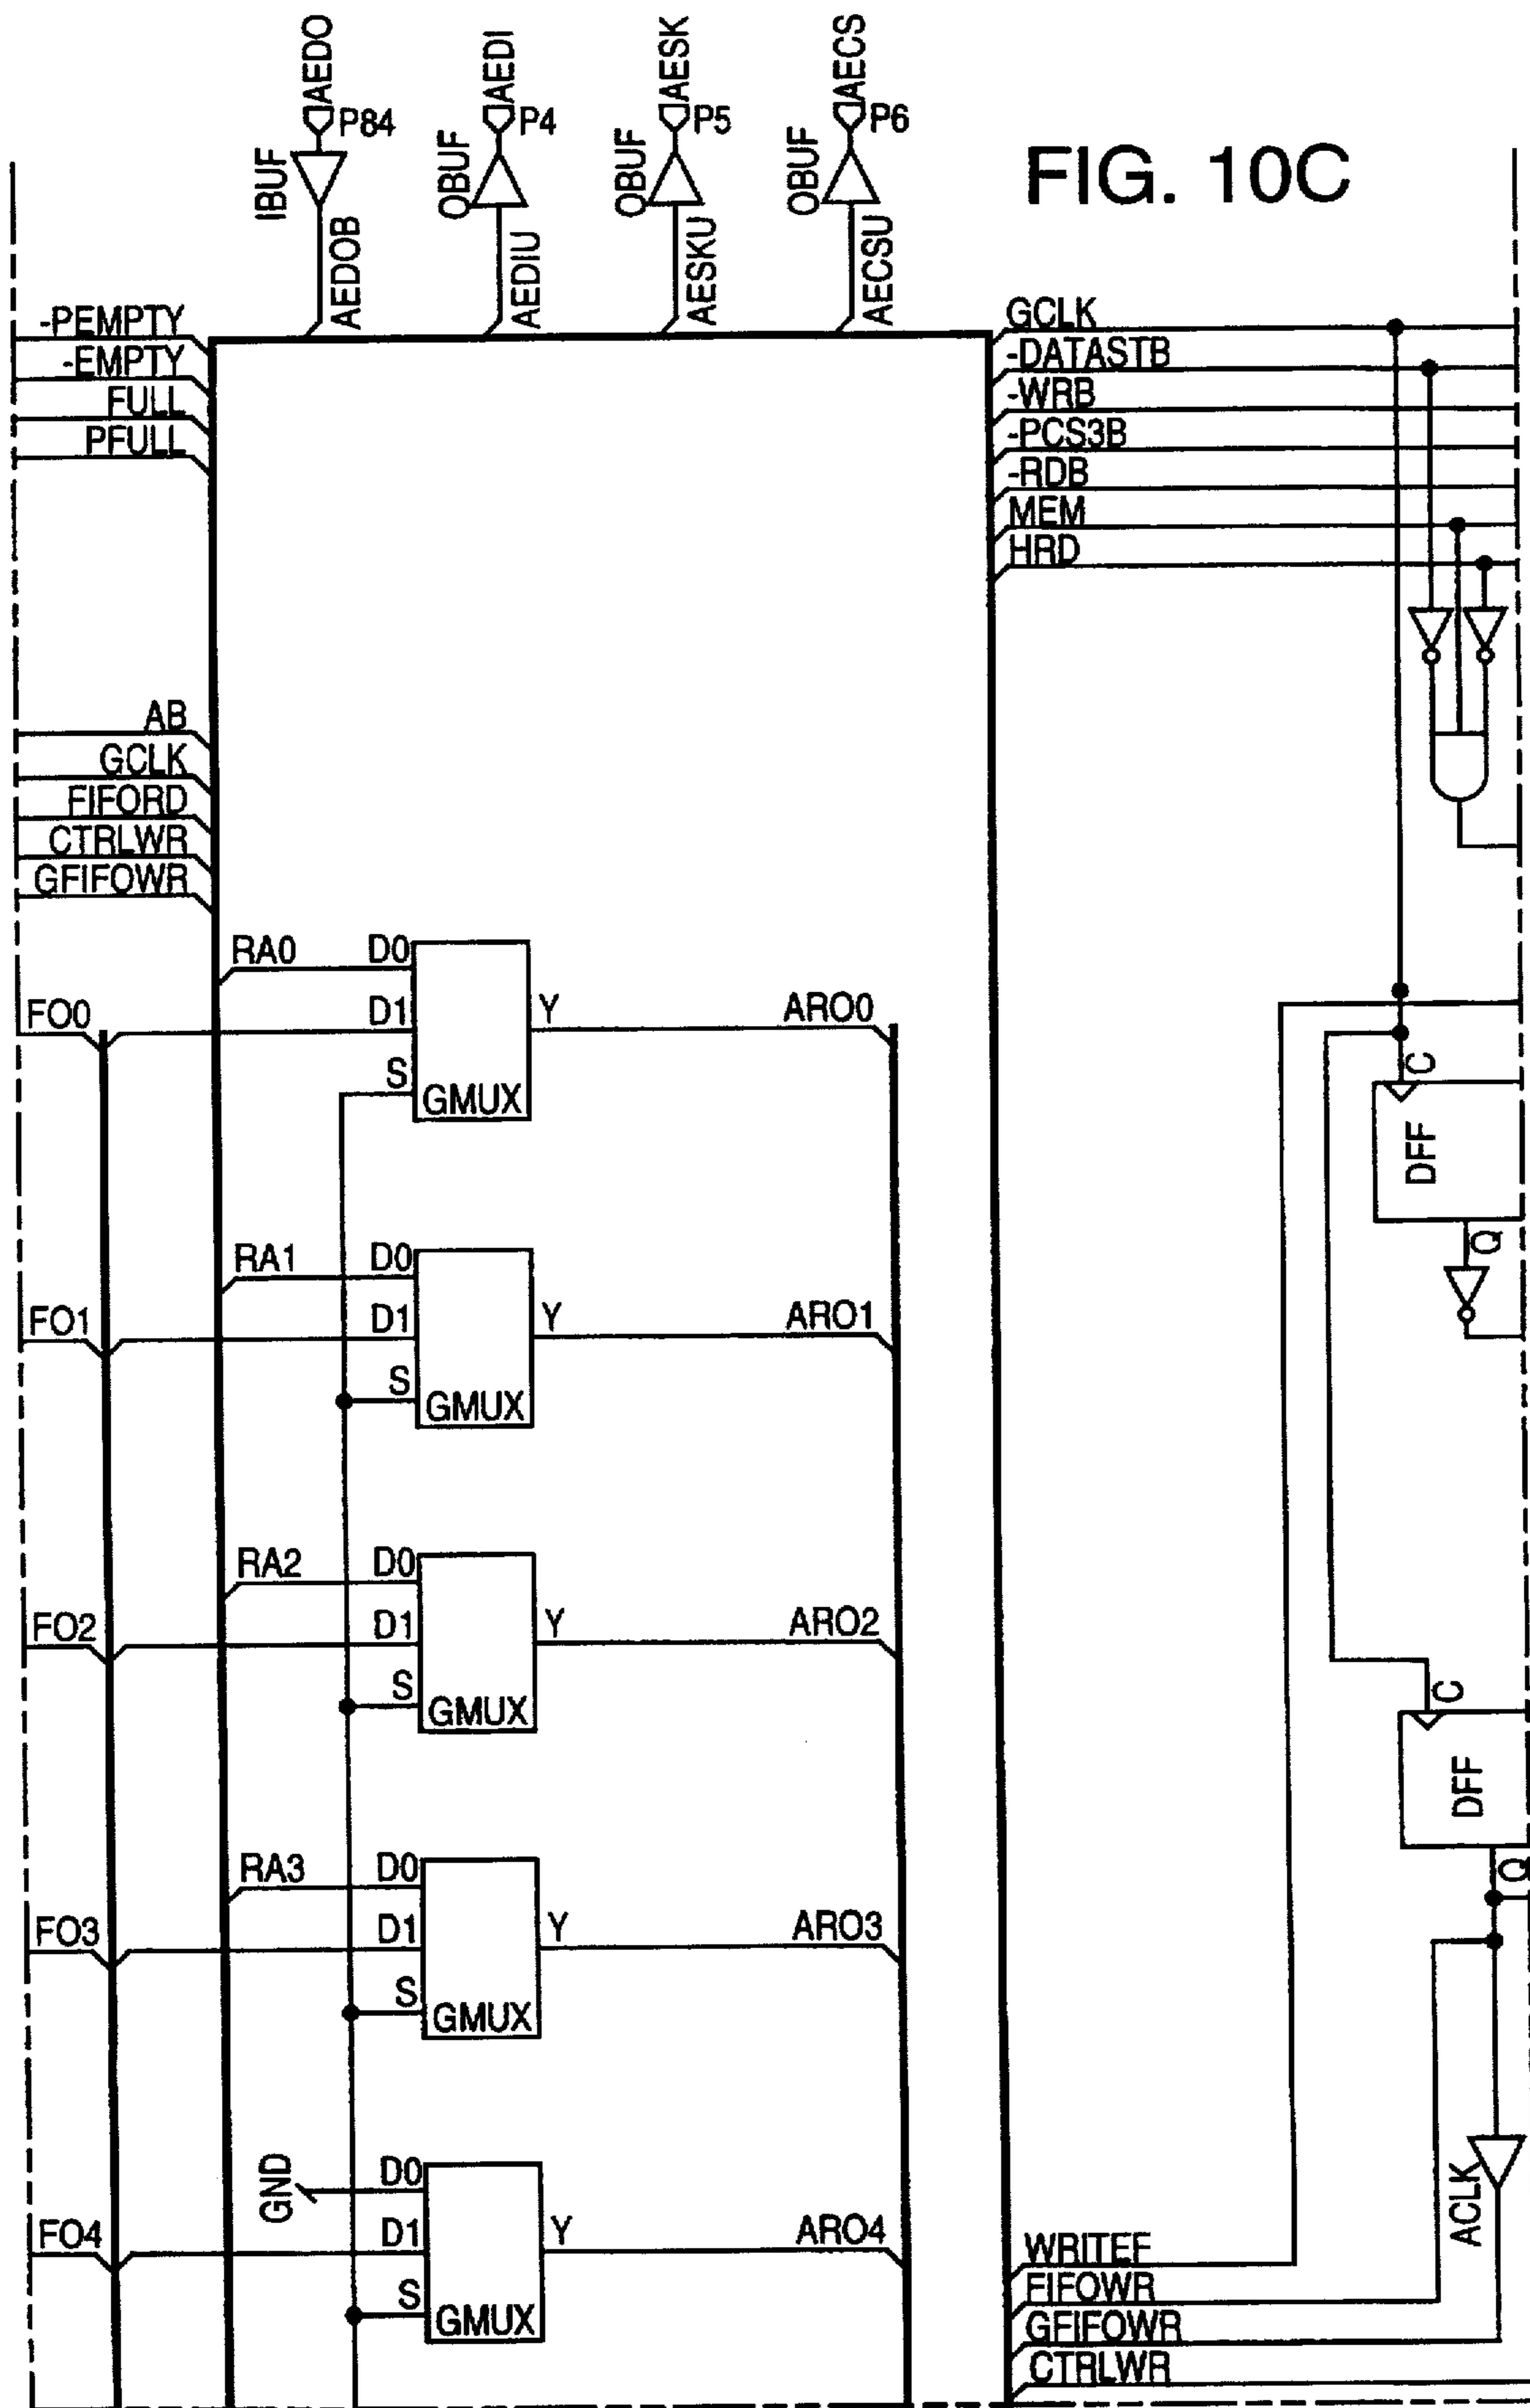 AEDO
AEDI
AESK
AECS
P84
P4
P5
P6
IBUF
OBUF
OBUF
OBUF
FIG. 10C
AEDOB
AEDIU
AESKU
AECSU
-PEMPTY
-EMPTY
FULL
PFULL
GCLK
-DATASTB
-WRB
-PCS3B
-RDB
MEM
HRD
AB
GCLK
FIFORD
CTRLWR
GFIFOWR
RA0 D0
FO0 D1 Y ARO0
S
GMUX
C
DFF
Q
RA1 D0
FO1 D1 Y ARO1
S
GMUX
RA2 D0
FO2 D1 Y ARO2
S
GMUX
C
DFF
Q
RA3 D0
FO3 D1 Y ARO3
S
GMUX
GND D0
FO4 D1 Y ARO4
S
GMUX
ACLK
WRITEF
FIFOWR
GFIFOWR
CTRLWR